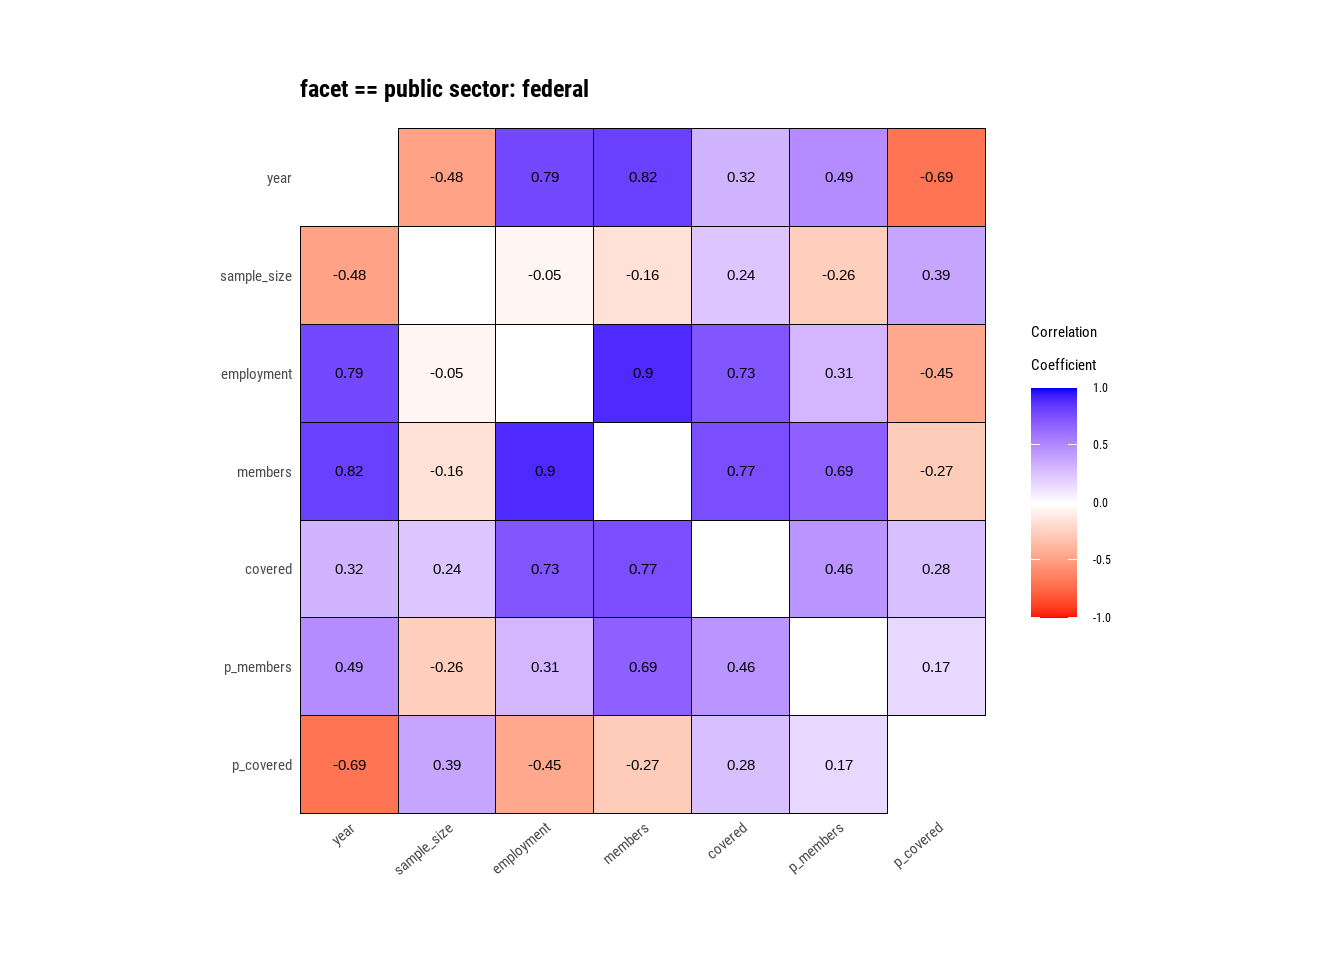 facet == public sector: federal
year -0.48 0.79 0.82 0.32 0.49 -0.69
sample_size -0.48 -0.05 -0.16 0.24 -0.26 0.39
employment 0.79 -0.05 0.9 0.73 0.31 -0.45
members 0.82 -0.16 0.9 0.77 0.69 -0.27
covered 0.32 0.24 0.73 0.77 0.46 0.28
p_members 0.49 -0.26 0.31 0.69 0.46 0.17
p_covered -0.69 0.39 -0.45 -0.27 0.28 0.17
year sample_size employment members covered p_members p_covered
Correlation
Coefficient
1.0
0.5
0.0
-0.5
-1.0